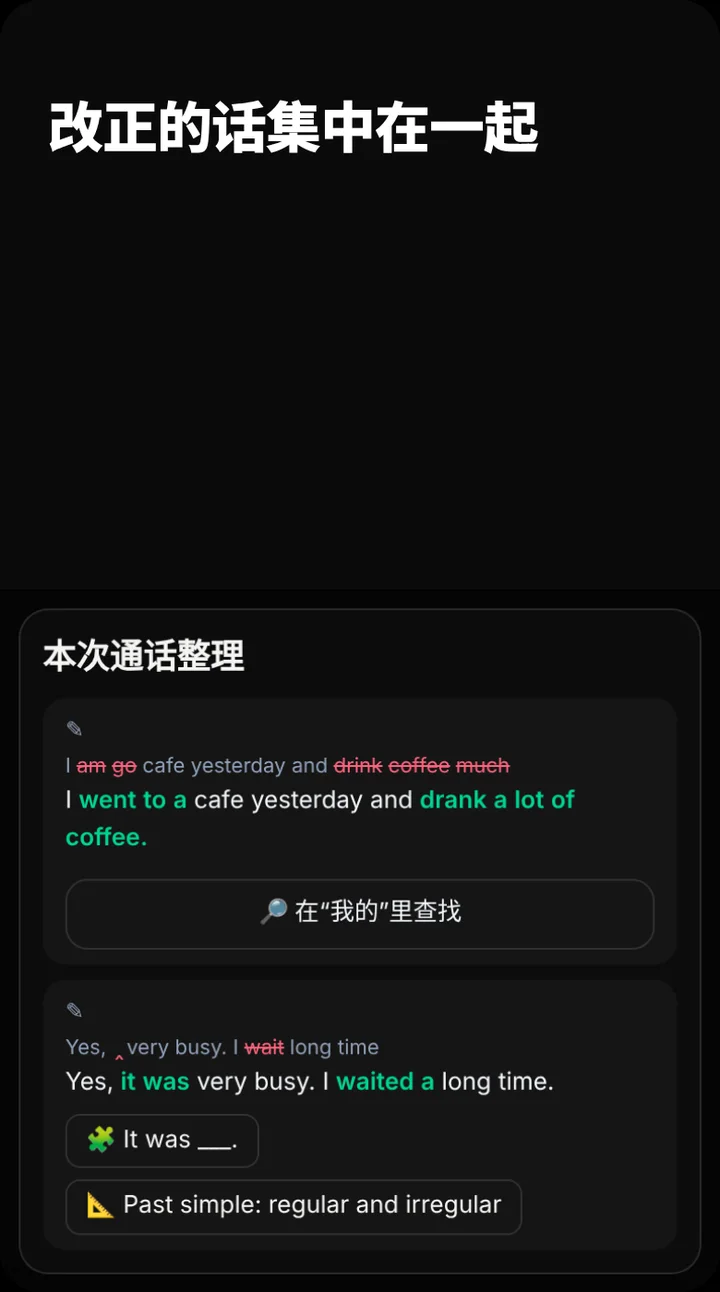 改正的话集中在一起
本次通话整理
✎
I am go cafe yesterday and drink coffee much
I went to a cafe yesterday and drank a lot of
coffee.
🔎 在“我的”里查找
✎
Yes, ‸very busy. I wait long time
Yes, it was very busy. I waited a long time.
🧩 It was ___.
📐 Past simple: regular and irregular